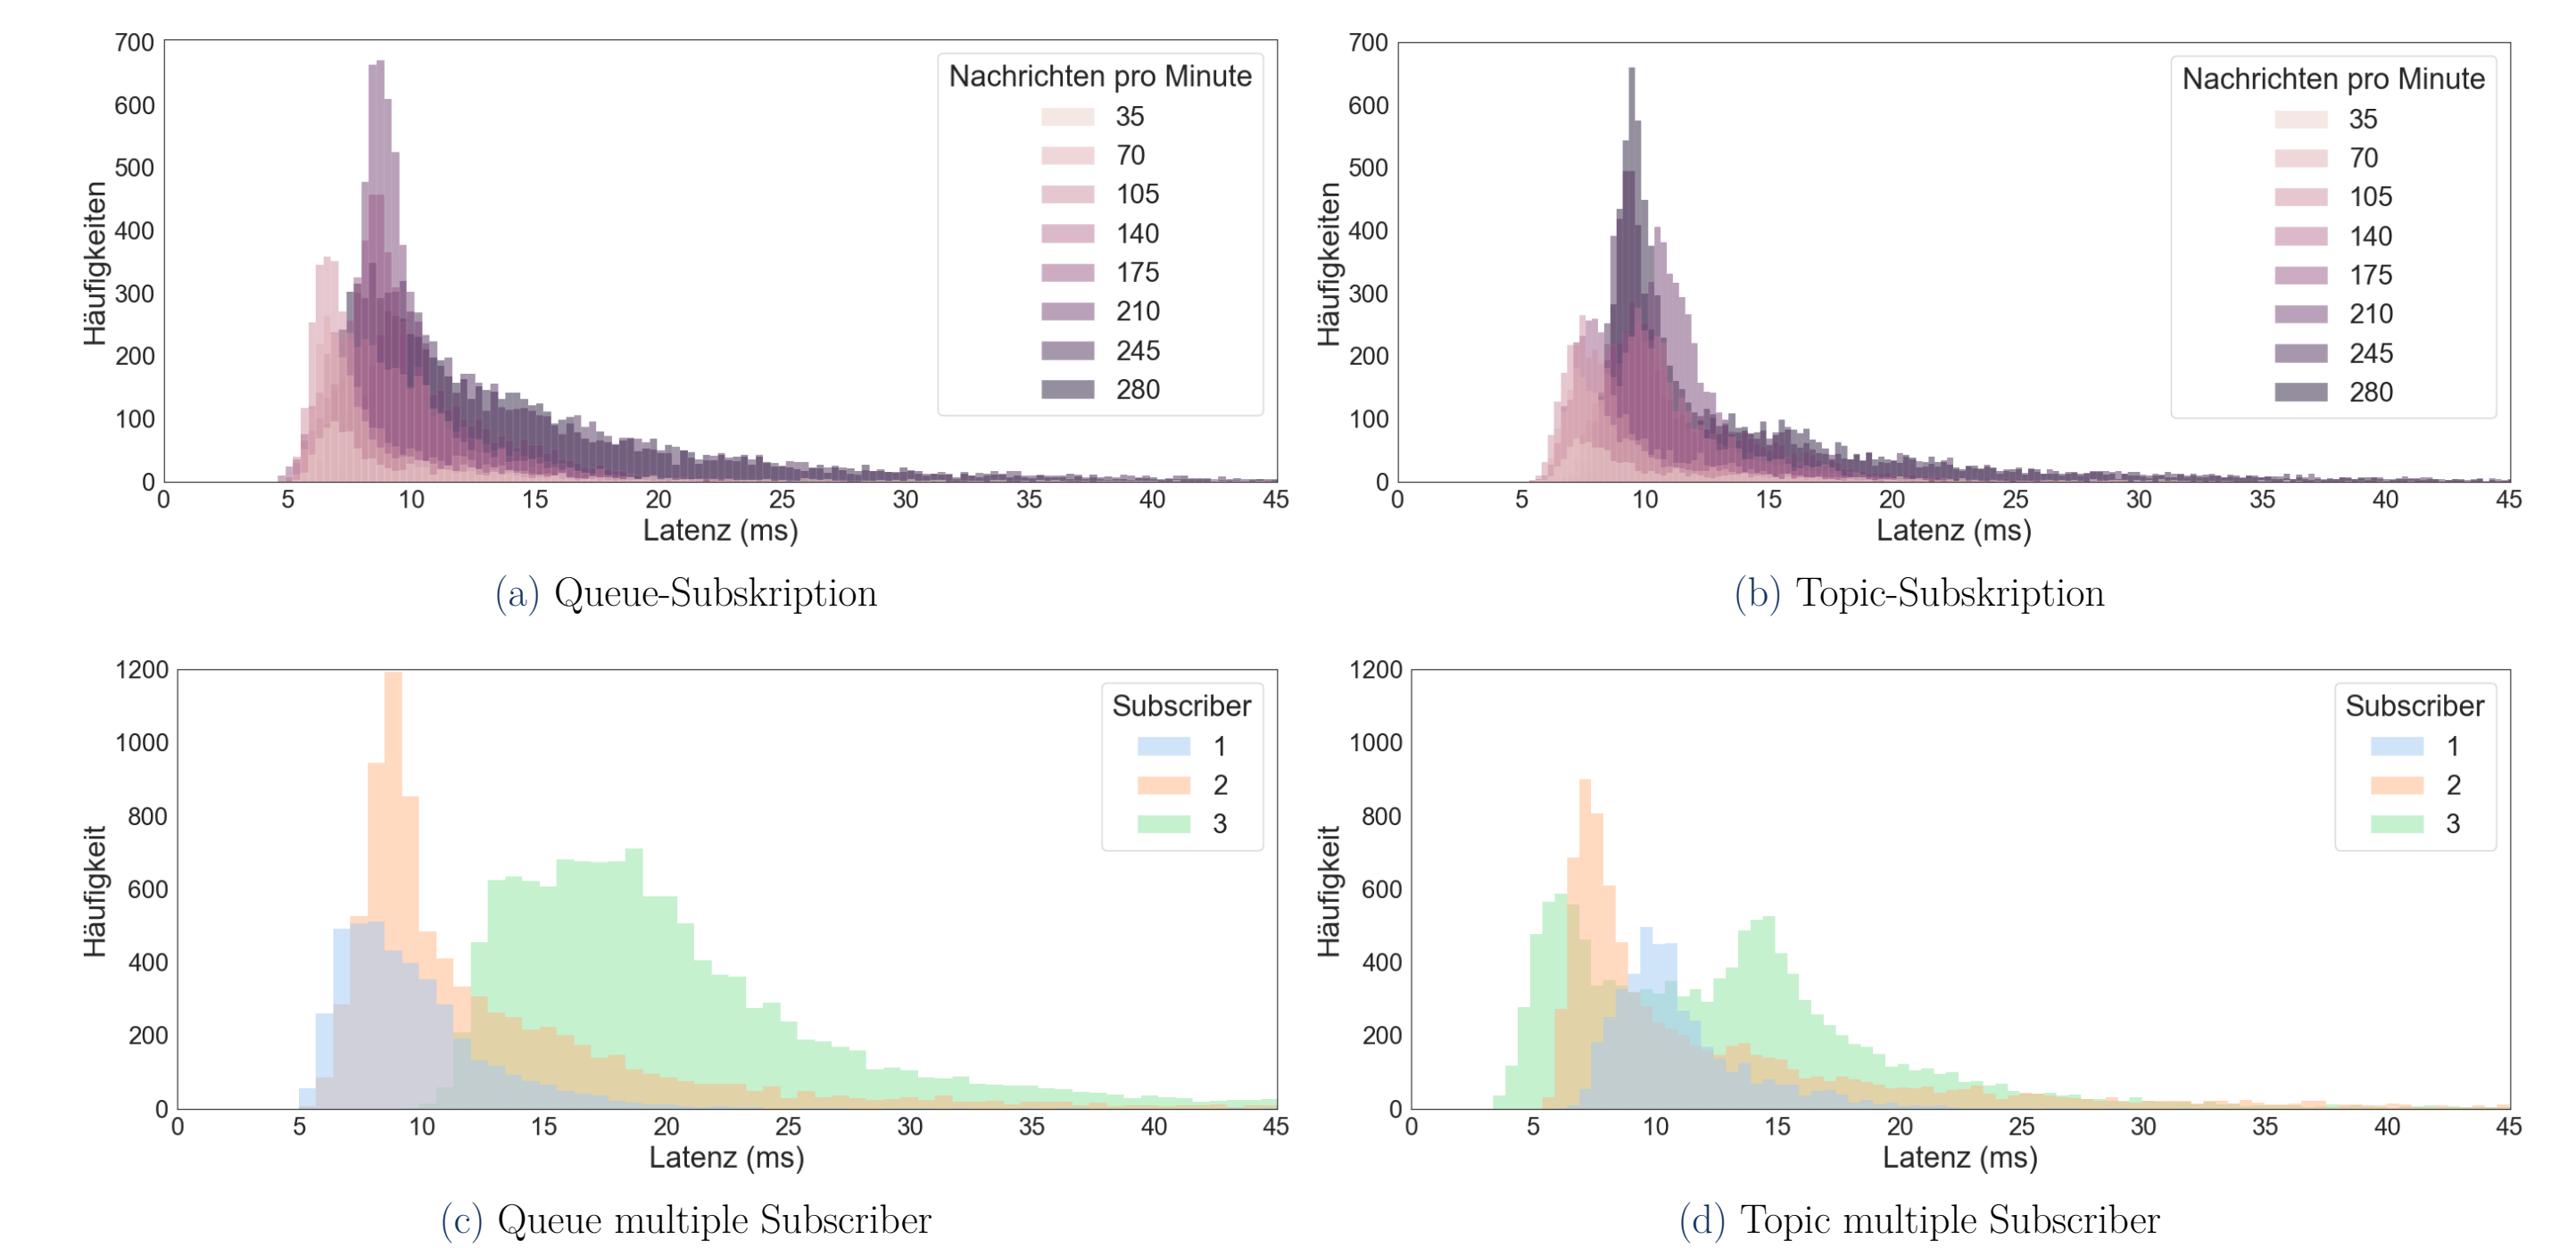 700
600
500
400
300
200
100
0
Häufigkeiten
Nachrichten pro Minute
35
70
105
140
175
210
245
280
0 5 10 15 20 25 30 35 40 45
Latenz (ms)
(a) Queue-Subskription
700
600
500
400
300
200
100
0
Häufigkeiten
Nachrichten pro Minute
35
70
105
140
175
210
245
280
0 5 10 15 20 25 30 35 40 45
Latenz (ms)
(b) Topic-Subskription
1200
1000
800
600
400
200
0
Häufigkeit
Subscriber
1
2
3
0 5 10 15 20 25 30 35 40 45
Latenz (ms)
(c) Queue multiple Subscriber
1200
1000
800
600
400
200
0
Häufigkeit
Subscriber
1
2
3
0 5 10 15 20 25 30 35 40 45
Latenz (ms)
(d) Topic multiple Subscriber